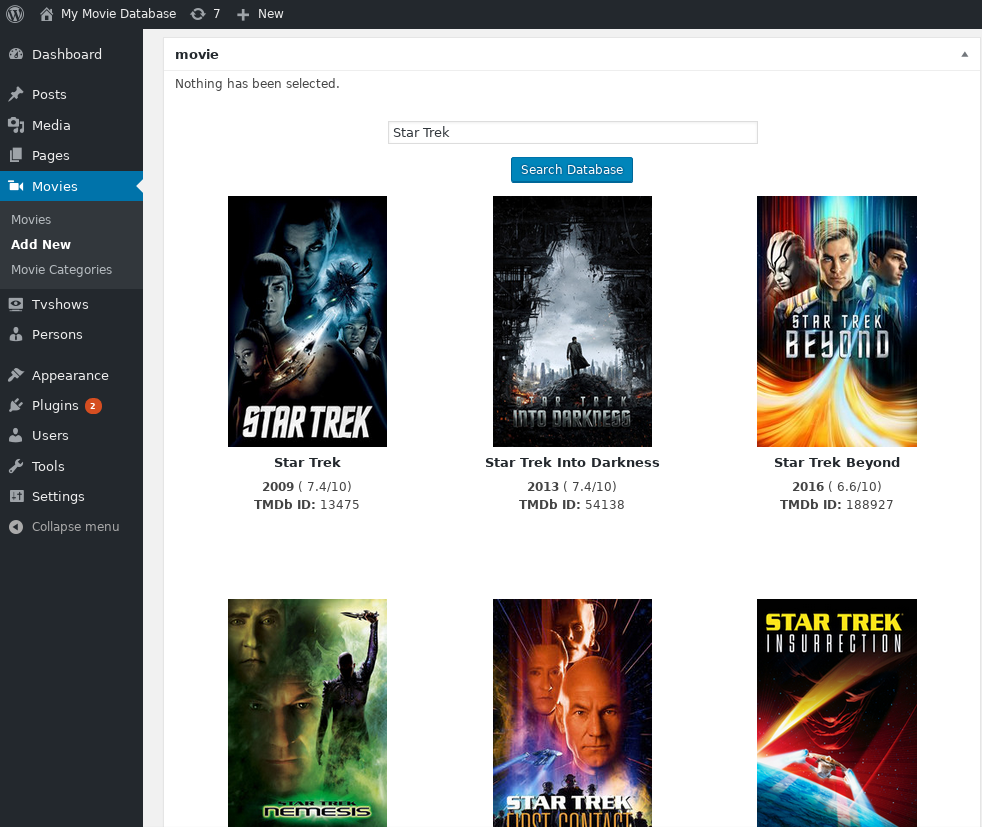 My Movie Database 7 New
Dashboard
Posts
Media
Pages
Movies
Movies
Add New
Movie Categories
Tvshows
Persons
Appearance
Plugins 2
Users
Tools
Settings
Collapse menu
movie
Nothing has been selected.
Star Trek
Search Database
STAR TREK
STAR TREK
INTO DARKNESS
STAR TREK
BEYOND
Star Trek
2009 ( 7.4/10)
TMDb ID: 13475
Star Trek Into Darkness
2013 ( 7.4/10)
TMDb ID: 54138
Star Trek Beyond
2016 ( 6.6/10)
TMDb ID: 188927
STAR TREK
NEMESIS
STAR TREK
FIRST CONTACT
STAR TREK
INSURRECTION